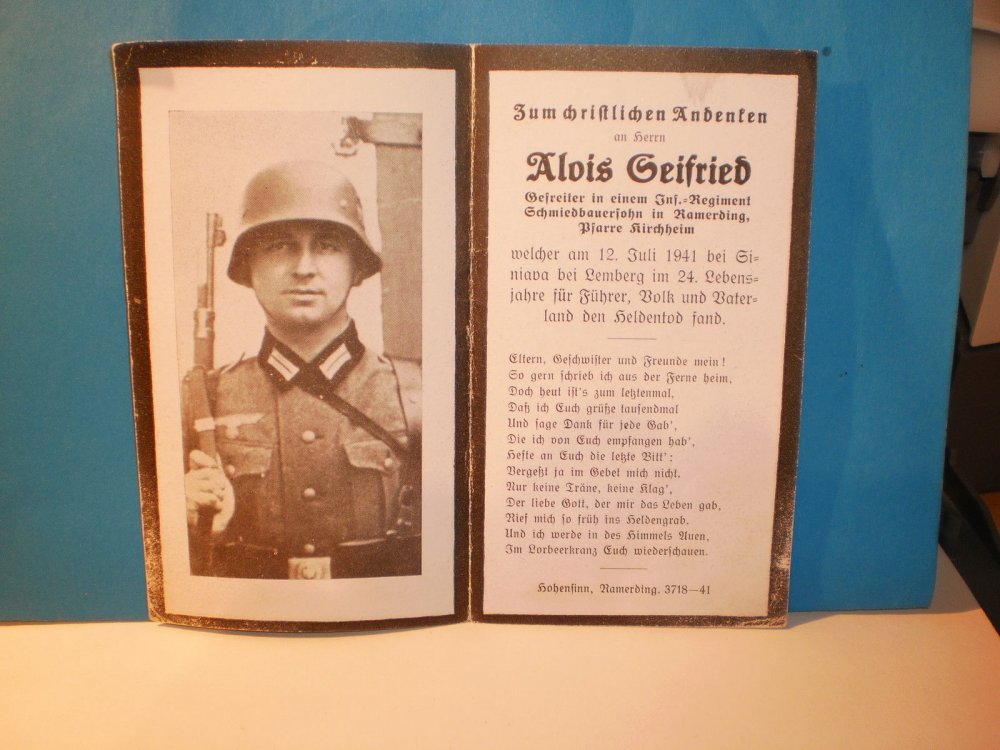 Zum christlichen Andenken
an Herrn
Alois Seifried
Gefreiter in einem Inf.-Regiment
Schmiedbauersohn in Ramerding,
Pfarre Kirchheim
welcher am 12. Juli 1941 bei Si-
niava bei Lemberg im 24. Lebens-
jahre für Führer, Volk und Vater-
land den Heldentod fand.
Eltern, Geschwister und Freunde mein!
So gern schrieb ich aus der Ferne heim,
Doch heut ist's zum letztenmal,
Daß ich Euch grüße tausendmal
Und sage Dank für jede Gab',
Die ich von Euch empfangen hab',
Hefte an Euch die letzte Bitt':
Vergeßt ja im Gebet mich nicht.
Nur keine Träne, keine Klag',
Der liebe Gott, der mir das Leben gab,
Rief mich so früh ins Heldengrab.
Und ich werde in des Himmels Auen,
Im Lorbeerkranz Euch wiederschauen.
Hohensinn, Ramerding. 3718—41